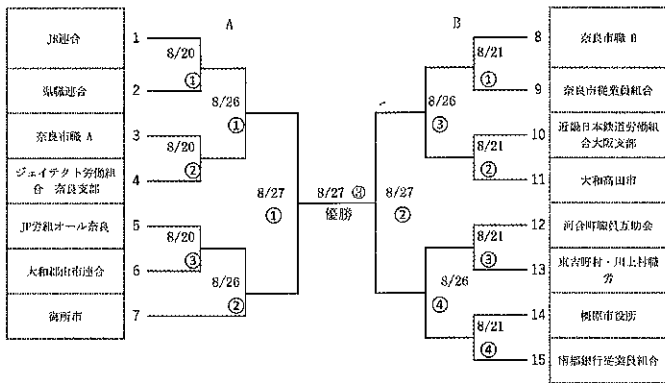 A
B
JR連合
1
県職連合
2
奈良市職 A
3
ジェイテクト労働組
合 奈良支部
4
JP労組オール奈良
5
大和郡山市連合
6
御所市
7
8/20
①
8/20
②
8/20
③
8/26
①
8/26
②
8/27
①
8/27 ③
優勝
8/27
②
8/26
③
8/26
④
8/21
①
8/21
②
8/21
③
8/21
④
8
奈良市職 B
9
奈良市従業員組合
10
近畿日本鉄道労働組
合大阪支部
11
大和高田市
12
河合町職員互助会
13
東吉野村・川上村職
労
14
橿原市役所
15
南都銀行従業員組合